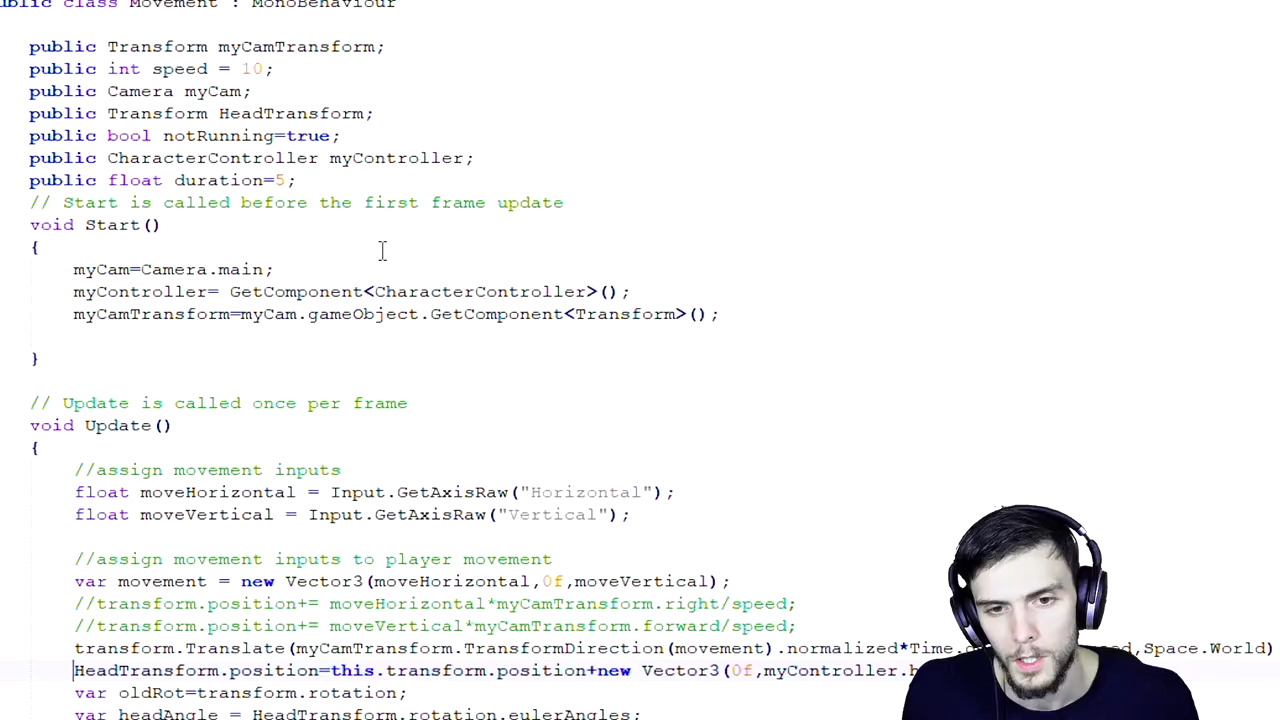 public class Movement : MonoBehaviour
public Transform myCamTransform;
public int speed = 10;
public Camera myCam;
public Transform HeadTransform;
public bool notRunning=true;
public CharacterController myController;
public float duration=5;
// Start is called before the first frame update
void Start()
{
myCam=Camera.main;
myController= GetComponent<CharacterController>();
myCamTransform=myCam.gameObject.GetComponent<Transform>();
}
// Update is called once per frame
void Update()
{
//assign movement inputs
float moveHorizontal = Input.GetAxisRaw("Horizontal");
float moveVertical = Input.GetAxisRaw("Vertical");
//assign movement inputs to player movement
var movement = new Vector3(moveHorizontal,0f,moveVertical);
//transform.position+= moveHorizontal*myCamTransform.right/speed;
//transform.position+= moveVertical*myCamTransform.forward/speed;
transform.Translate(myCamTransform.TransformDirection(movement).normalized*Time. ,Space.World)
HeadTransform.position=this.transform.position+new Vector3(0f,myController.
var oldRot=transform.rotation;
var headAngle = HeadTransform.rotation.eulerAngles;